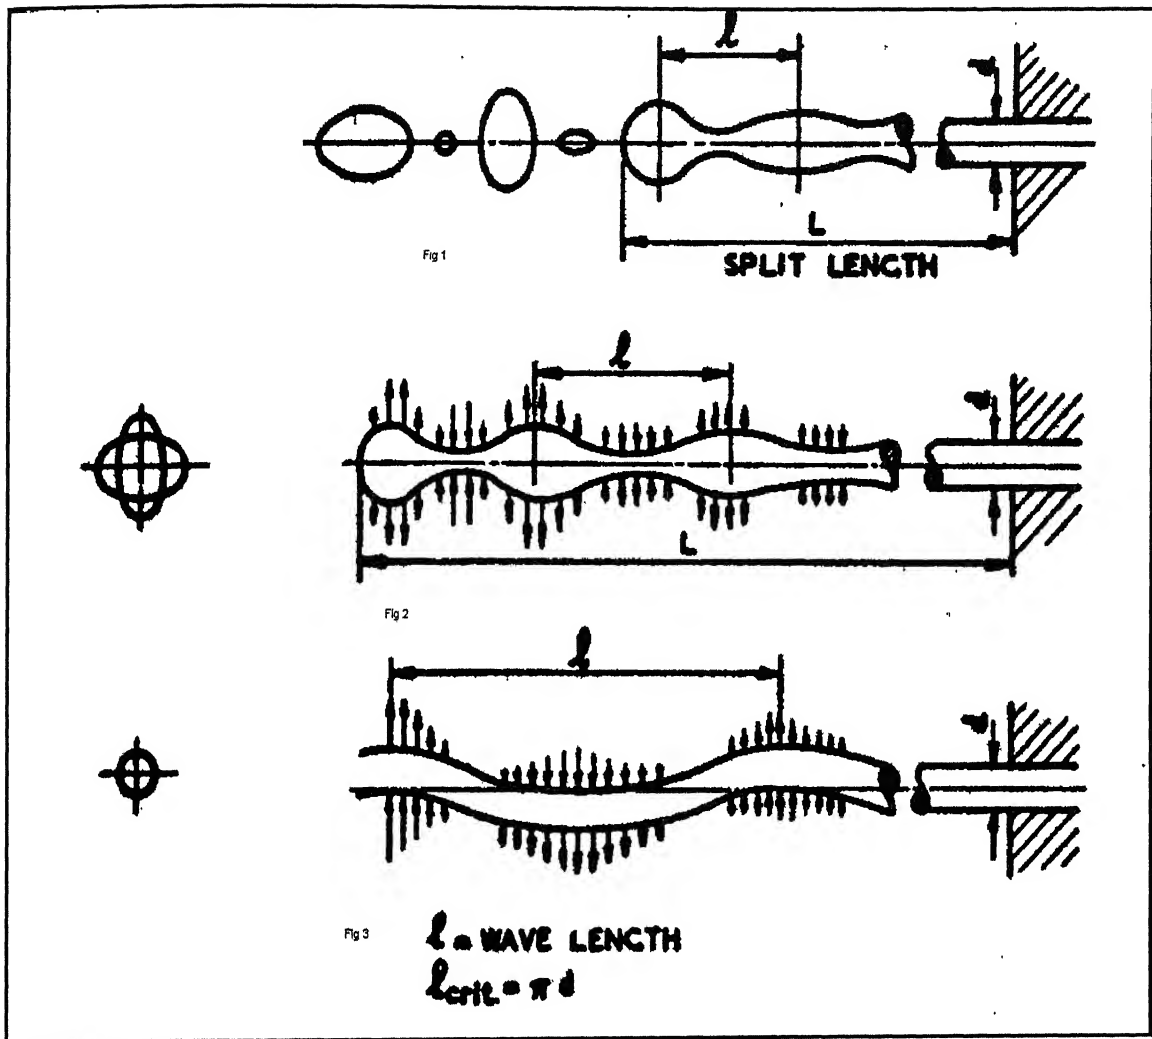 l
d
L
Fig 1
SPLIT LENGTH
l
d
L
Fig 2
l
d
Fig 3
l = WAVE LENGTH
lcrit. = π d